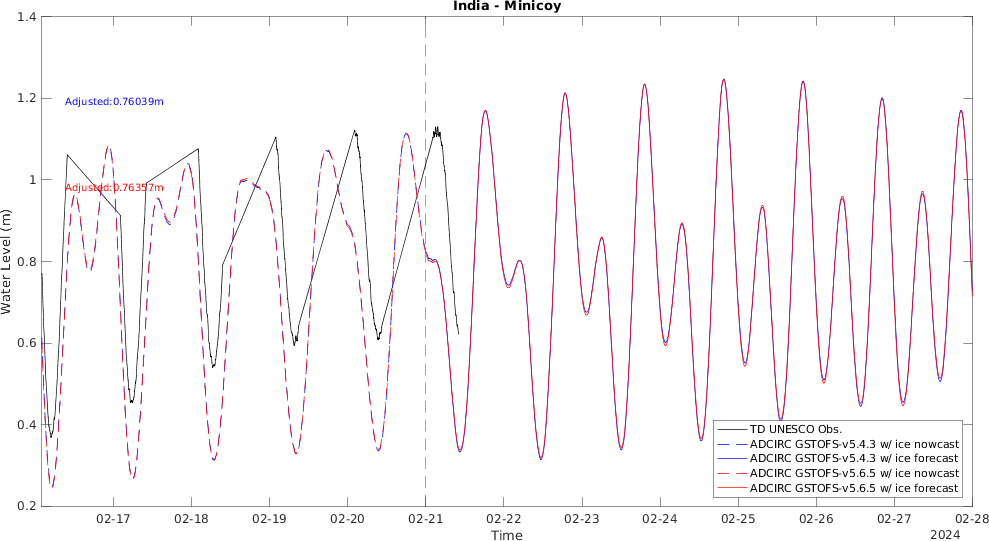 India - Minicoy
1.4
1.2
1
0.8
0.6
0.4
0.2
Water Level (m)
Adjusted:0.76039m
Adjusted:0.76357m
TD UNESCO Obs.
ADCIRC GSTOFS-v5.4.3 w/ ice nowcast
ADCIRC GSTOFS-v5.4.3 w/ ice forecast
ADCIRC GSTOFS-v5.6.5 w/ ice nowcast
ADCIRC GSTOFS-v5.6.5 w/ ice forecast
02-17 02-18 02-19 02-20 02-21 02-22 02-23 02-24 02-25 02-26 02-27 02-28
Time
2024